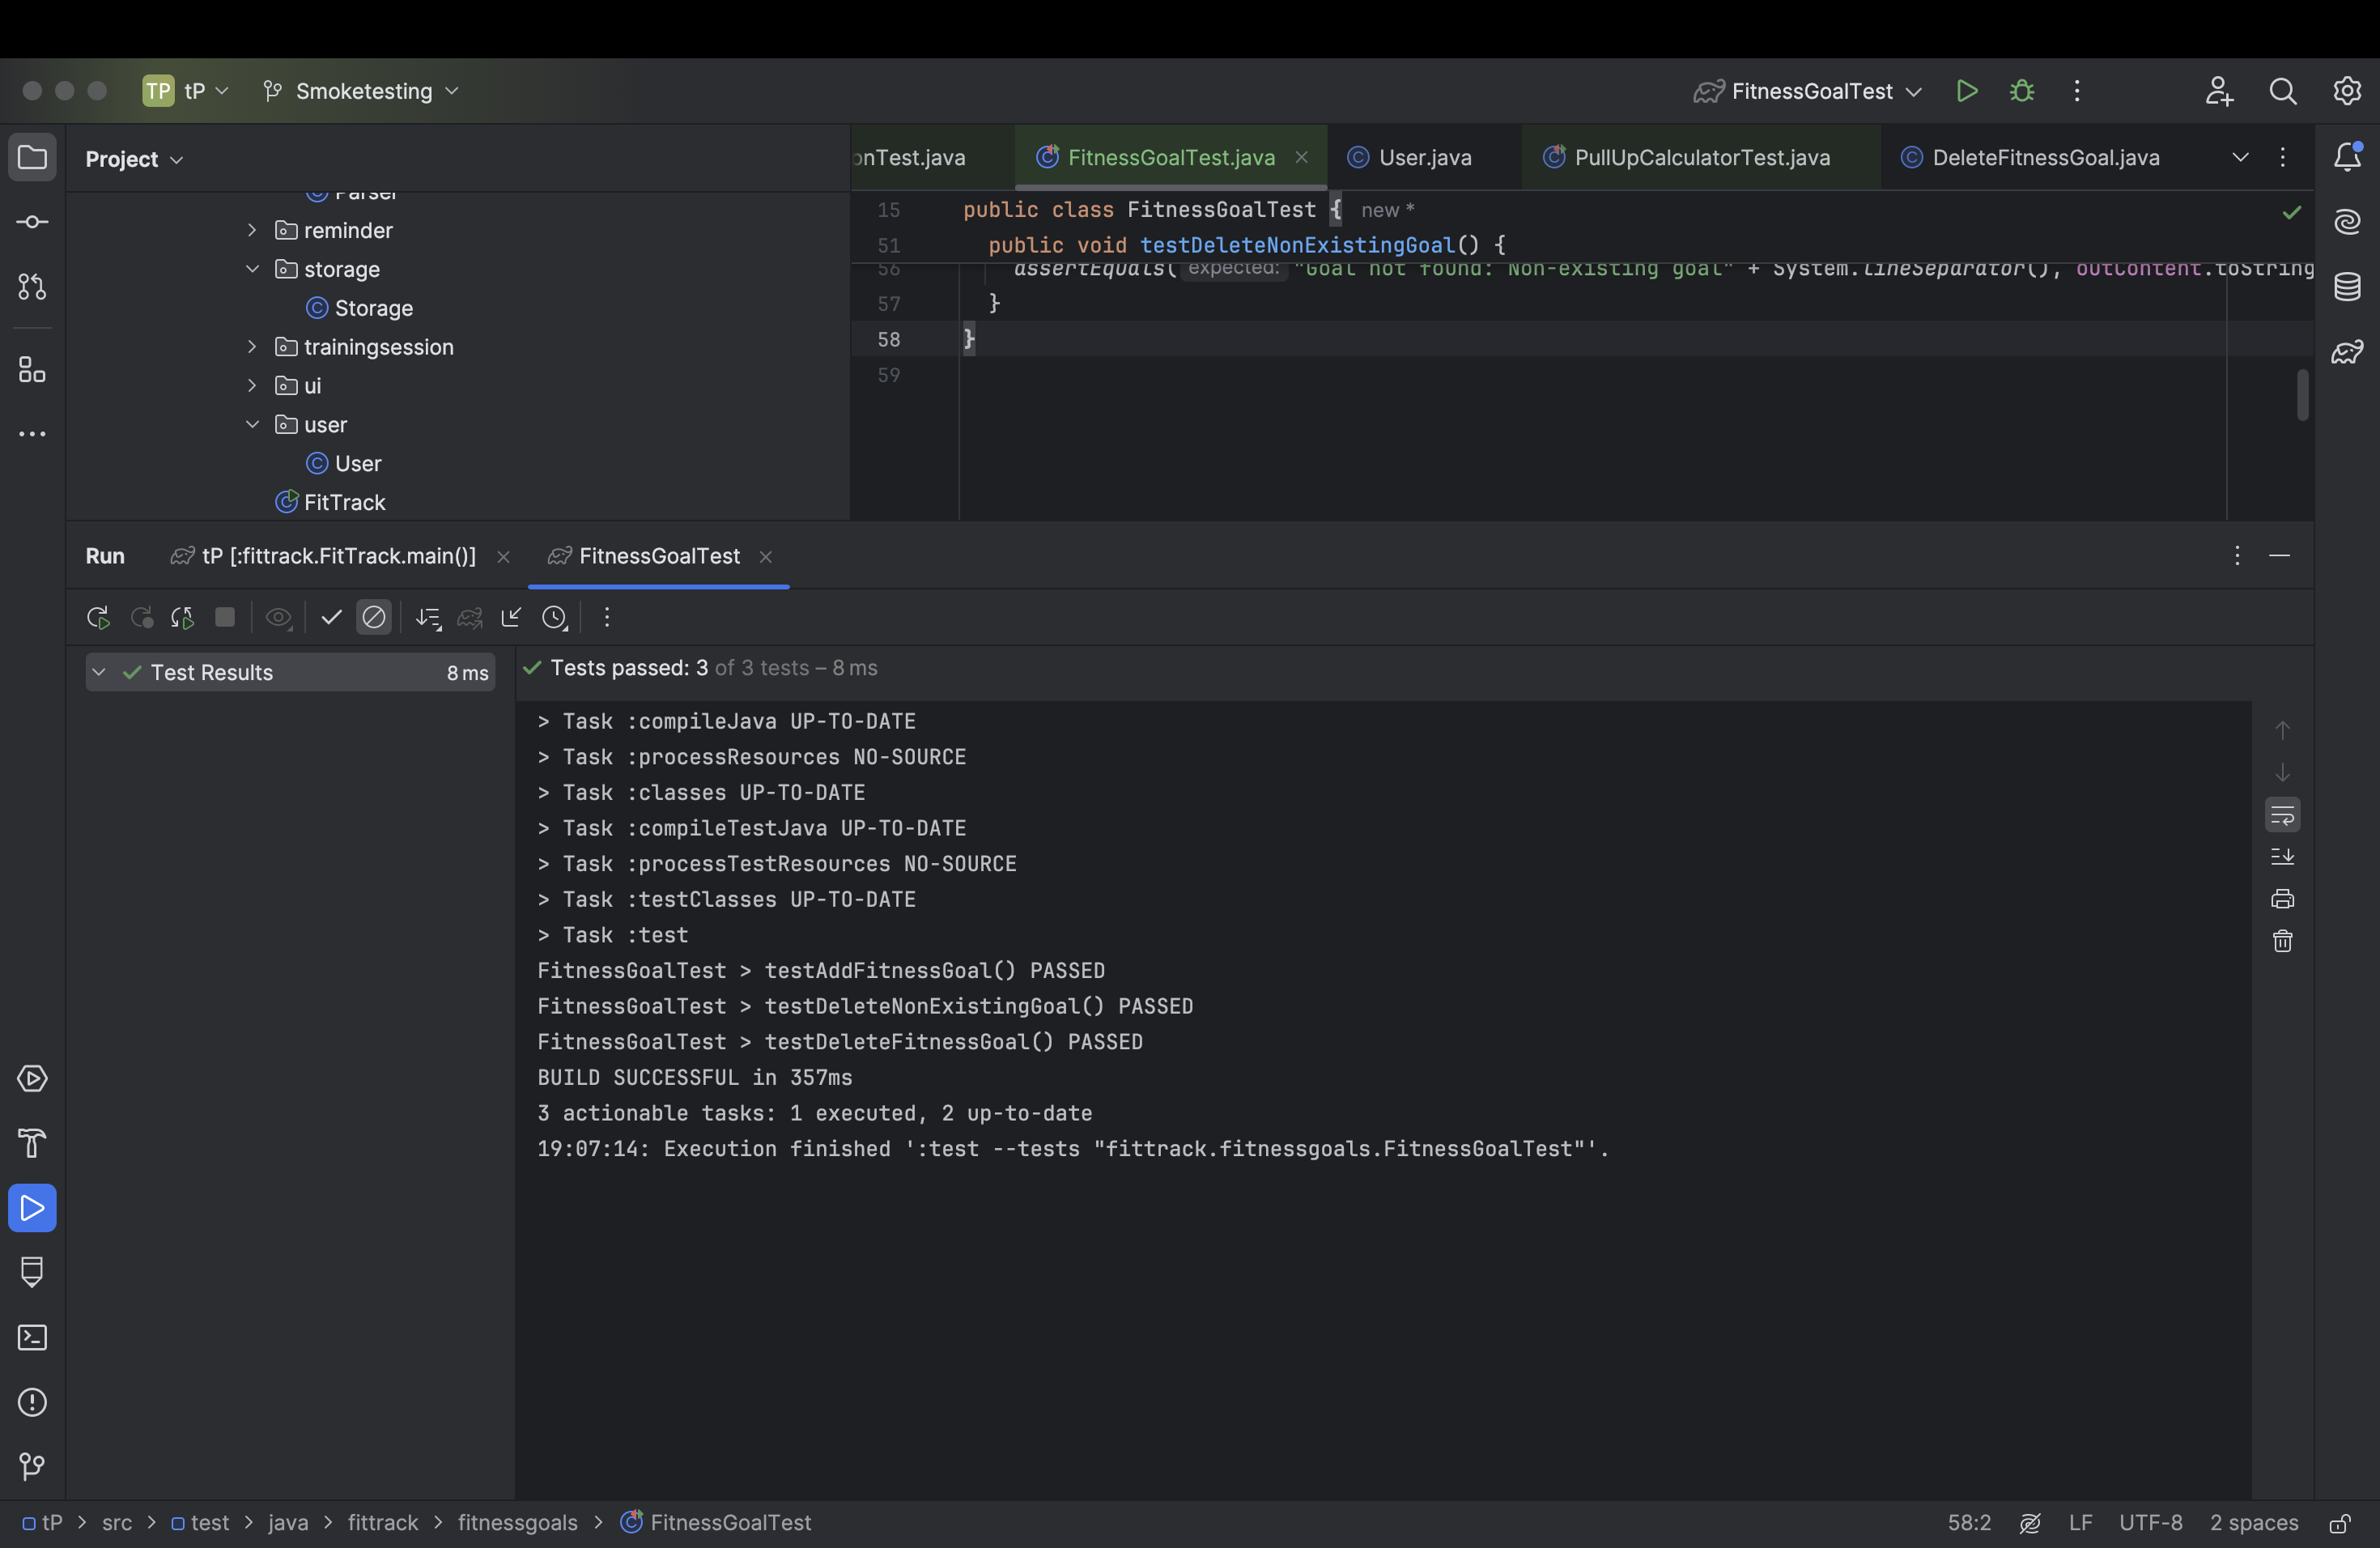 TP tP Smoketesting FitnessGoalTest
Project
Parser
reminder
storage
Storage
trainingsession
ui
user
User
FitTrack
onTest.java FitnessGoalTest.java User.java PullUpCalculatorTest.java DeleteFitnessGoal.java
15 public class FitnessGoalTest { new *
51 public void testDeleteNonExistingGoal() {
56 assertEquals( expected: "Goal not found: Non-existing goal" + System.lineSeparator(), outContent.toString
57 }
58 }
59
Run tP [:fittrack.FitTrack.main()] FitnessGoalTest
Test Results 8 ms
Tests passed: 3 of 3 tests – 8 ms
> Task :compileJava UP-TO-DATE
> Task :processResources NO-SOURCE
> Task :classes UP-TO-DATE
> Task :compileTestJava UP-TO-DATE
> Task :processTestResources NO-SOURCE
> Task :testClasses UP-TO-DATE
> Task :test
FitnessGoalTest > testAddFitnessGoal() PASSED
FitnessGoalTest > testDeleteNonExistingGoal() PASSED
FitnessGoalTest > testDeleteFitnessGoal() PASSED
BUILD SUCCESSFUL in 357ms
3 actionable tasks: 1 executed, 2 up-to-date
19:07:14: Execution finished ':test --tests "fittrack.fitnessgoals.FitnessGoalTest"'.
tP > src > test > java > fittrack > fitnessgoals > FitnessGoalTest
58:2 LF UTF-8 2 spaces